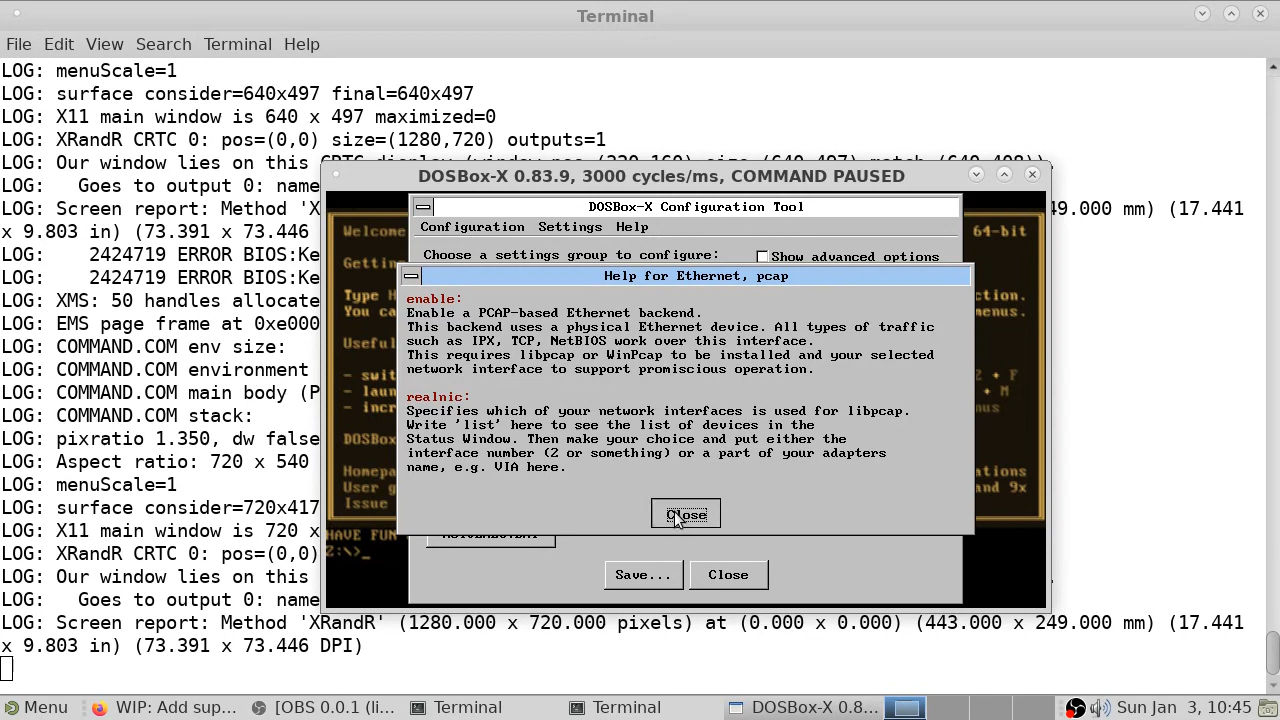 Terminal
File Edit View Search Terminal Help
LOG: menuScale=1
LOG: surface consider=640x497 final=640x497
LOG: X11 main window is 640 x 497 maximized=0
LOG: XRandR CRTC 0: pos=(0,0) size=(1280,720) outputs=1
LOG: Our window lies on this
LOG:   Goes to output 0: name
LOG: Screen report: Method 'X
49.000 mm) (17.441
x 9.803 in) (73.391 x 73.446
LOG:     2424719 ERROR BIOS:Ke
LOG:     2424719 ERROR BIOS:Ke
LOG: XMS: 50 handles allocate
LOG: EMS page frame at 0xe000
LOG: COMMAND.COM env size:
LOG: COMMAND.COM environment
LOG: COMMAND.COM main body (P
LOG: COMMAND.COM stack:
LOG: pixratio 1.350, dw false
LOG: Aspect ratio: 720 x 540
LOG: menuScale=1
LOG: surface consider=720x417
LOG: X11 main window is 720 x
LOG: XRandR CRTC 0: pos=(0,0)
LOG: Our window lies on this
LOG:   Goes to output 0: name
LOG: Screen report: Method 'XRandR' (1280.000 x 720.000 pixels) at (0.000 x 0.000) (443.000 x 249.000 mm) (17.441
x 9.803 in) (73.391 x 73.446 DPI)
DOSBox-X 0.83.9, 3000 cycles/ms, COMMAND PAUSED
DOSBox-X Configuration Tool
Configuration Settings Help
Choose a settings group to configure:
Show advanced options
Welcome
64-bit
Gettin
Type H
ction.
You ca
menus.
Useful
- swit
2 + F
- laun
+ M
- incr
nus
DOSBo
Homepa
ations
User g
and 9x
Issue
HAVE FUN
Z:\>_
Help for Ethernet, pcap
enable:
Enable a PCAP-based Ethernet backend.
This backend uses a physical Ethernet device. All types of traffic
such as IPX, TCP, NetBIOS work over this interface.
This requires libpcap or WinPcap to be installed and your selected
network interface to support promiscious operation.
realnic:
Specifies which of your network interfaces is used for libpcap.
Write 'list' here to see the list of devices in the
Status Window. Then make your choice and put either the
interface number (2 or something) or a part of your adapters
name, e.g. VIA here.
Close
Save... Close
Menu
WIP: Add sup...
[OBS 0.0.1 (li...
Terminal
Terminal
DOSBox-X 0.8...
Sun Jan 3, 10:45